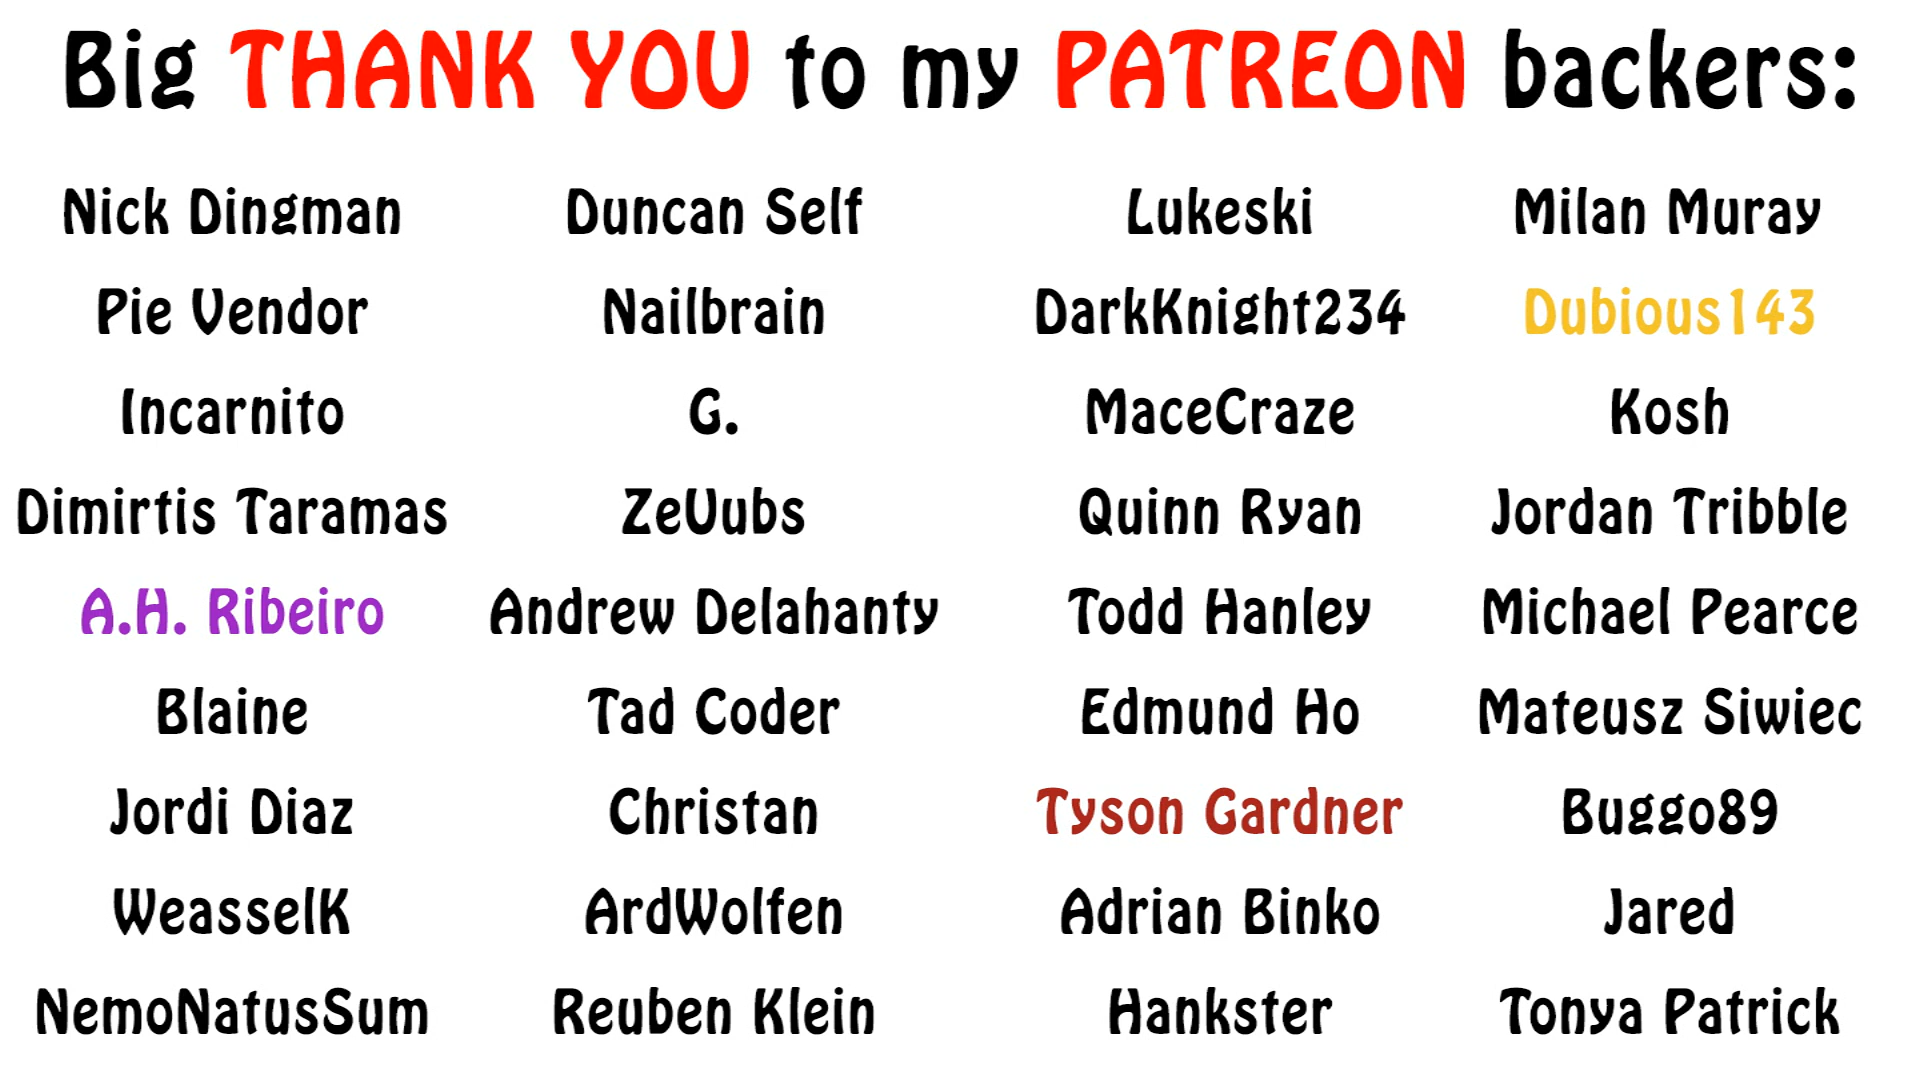 Big THANK YOU to my PATREON backers:
Nick Dingman Duncan Self Lukeski Milan Muray
Pie Vendor Nailbrain DarkKnight234 Dubious143
Incarnito G. MaceCraze Kosh
Dimirtis Taramas ZeUubs Quinn Ryan Jordan Tribble
A.H. Ribeiro Andrew Delahanty Todd Hanley Michael Pearce
Blaine Tad Coder Edmund Ho Mateusz Siwiec
Jordi Diaz Christan Tyson Gardner Buggo89
WeasselK ArdWolfen Adrian Binko Jared
NemoNatusSum Reuben Klein Hankster Tonya Patrick